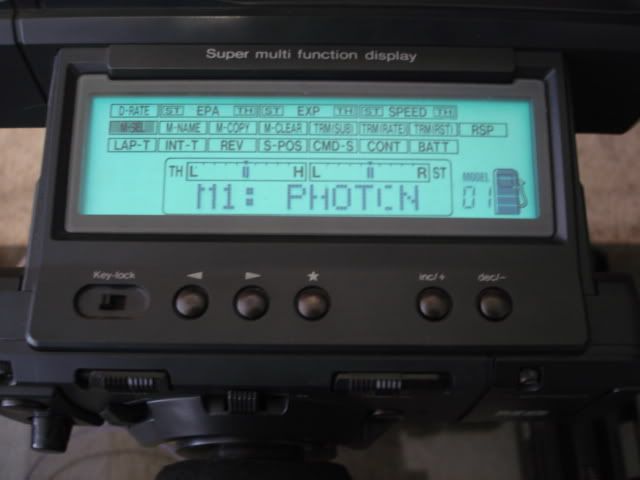 Super multi function display
D-RATE ST EPA TH ST EXP TH ST SPEED TH
M-SEL M-NAME M-COPY M-CLEAR TRM(SUB) TRM(RATE) TRM(RST) RSP
LAP-T INT-T REV S-POS CMD-S CONT BATT
TH L H L R ST MODEL
M1: PHOTON 01
Key-lock ◄ ► ★ inc/+ dec/−